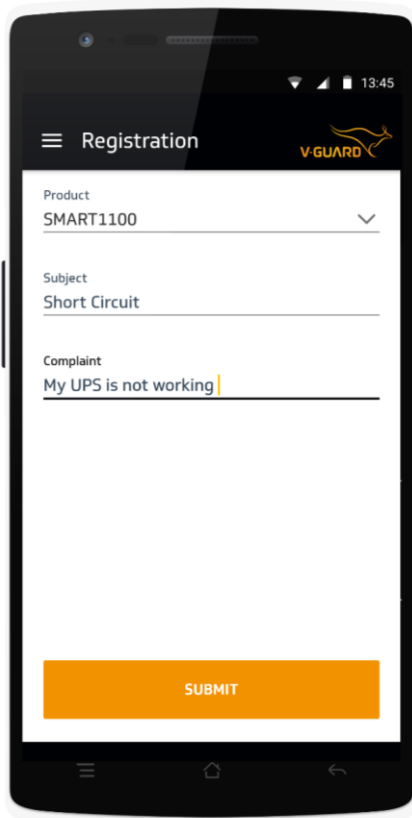 13:45
Registration
V-GUARD
Product
SMART1100
Subject
Short Circuit
Complaint
My UPS is not working
SUBMIT